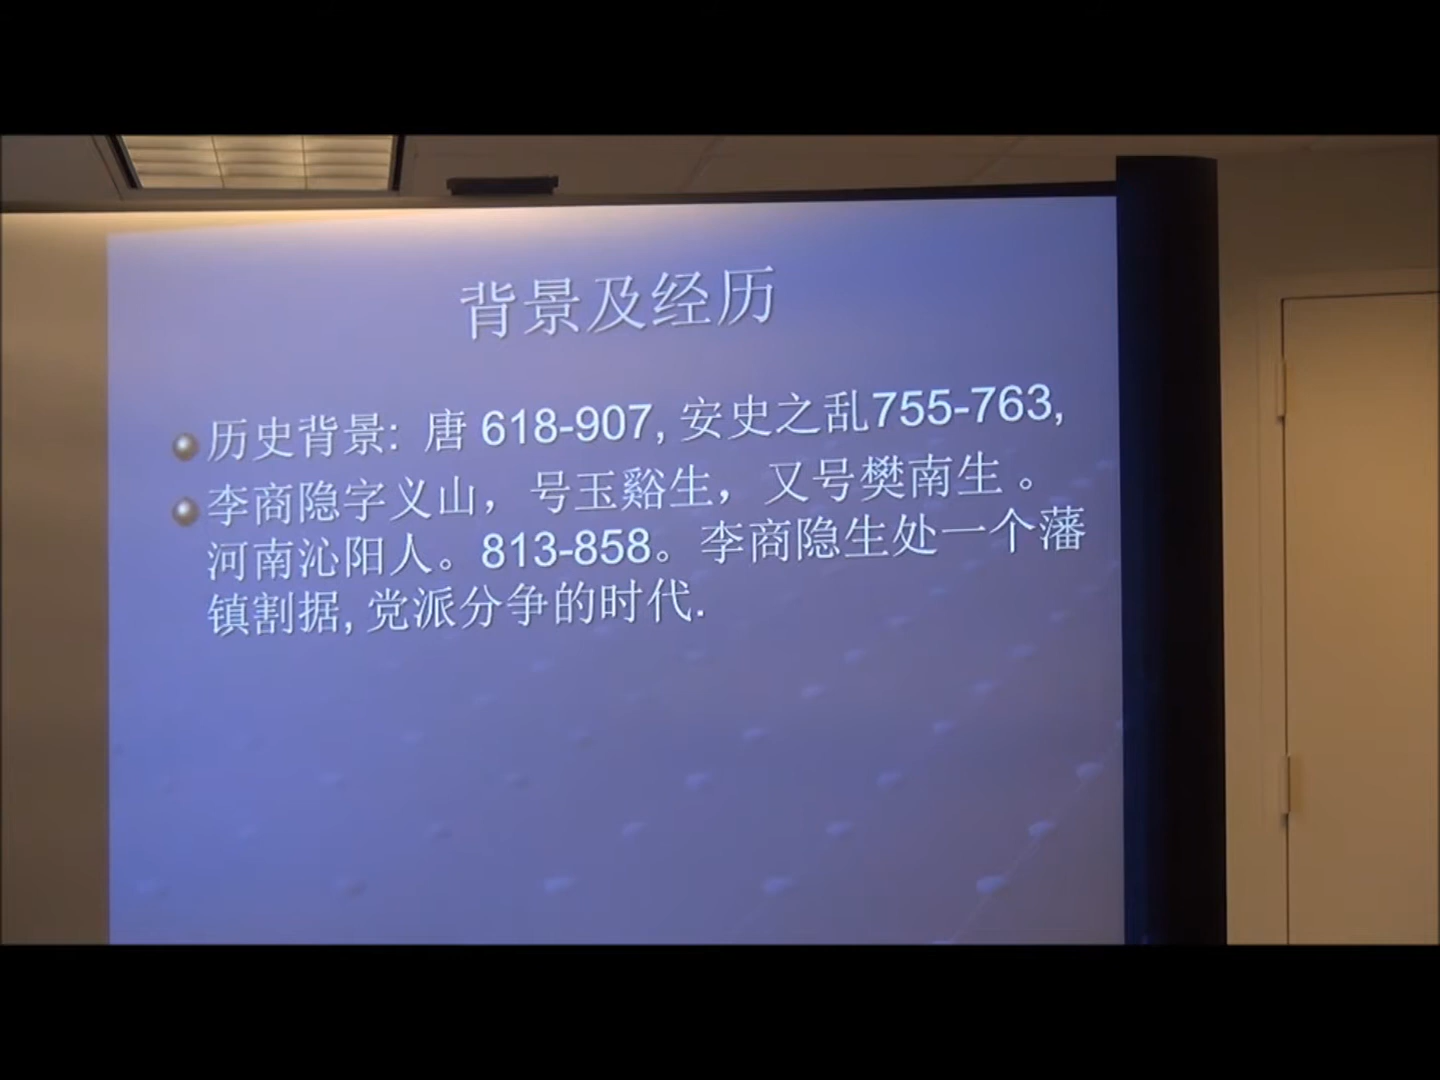 背景及经历
历史背景: 唐 618-907, 安史之乱755-763,
李商隐字义山，号玉谿生，又号樊南生 。
河南沁阳人。813-858。李商隐生处一个藩
镇割据, 党派分争的时代.